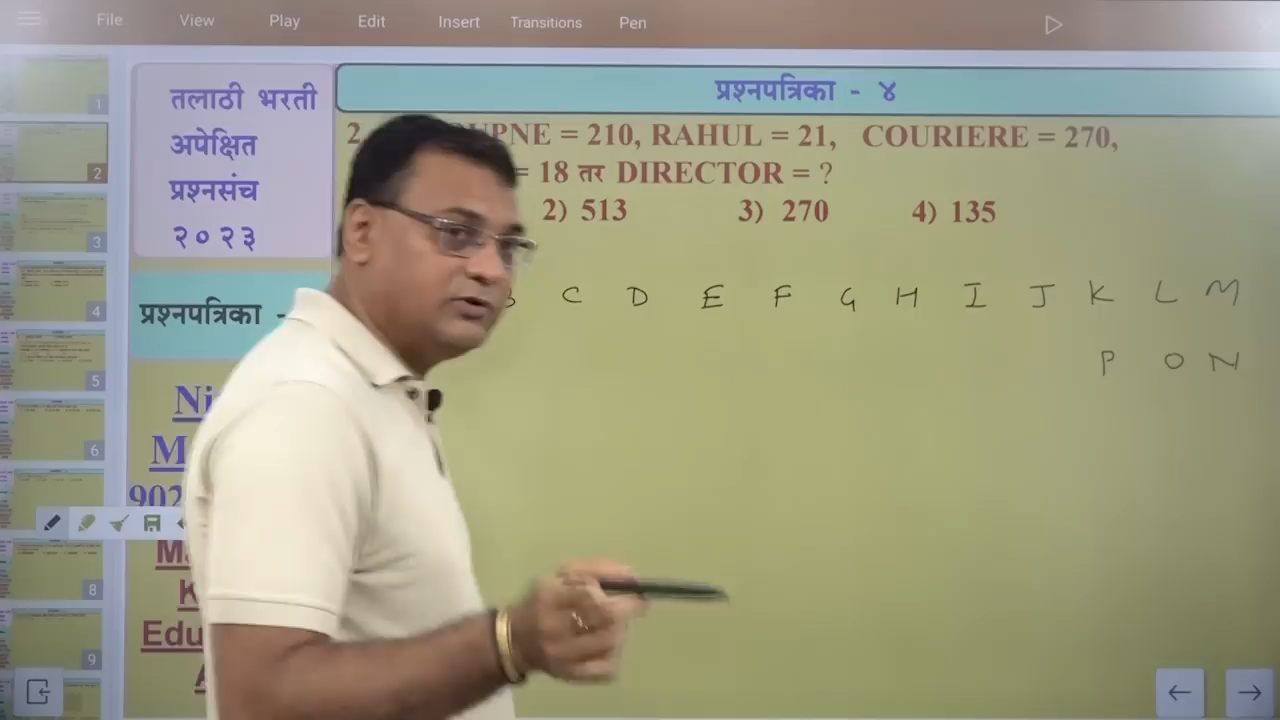 File View Play Edit Insert Transitions Pen
तलाठी भरती
अपेक्षित
प्रश्नसंच
२०२३
प्रश्नपत्रिका -
प्रश्नपत्रिका - ४
2. = 210, RAHUL = 21, COURIERE = 270,
= 18 तर DIRECTOR = ?
2) 513 3) 270 4) 135
C D E F G H I J K L M
P O N
902
Edu
1
2
3
4
5
6
8
9